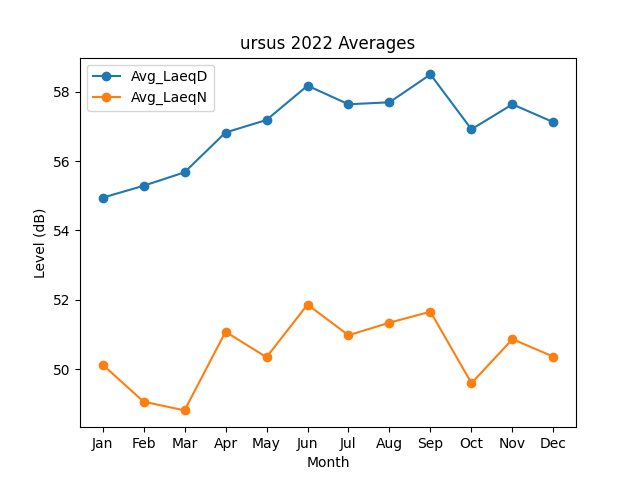 ursus 2022 Averages
Avg_LaeqD
Avg_LaeqN
58
56
54
52
50
Level (dB)
Jan Feb Mar Apr May Jun Jul Aug Sep Oct Nov Dec
Month